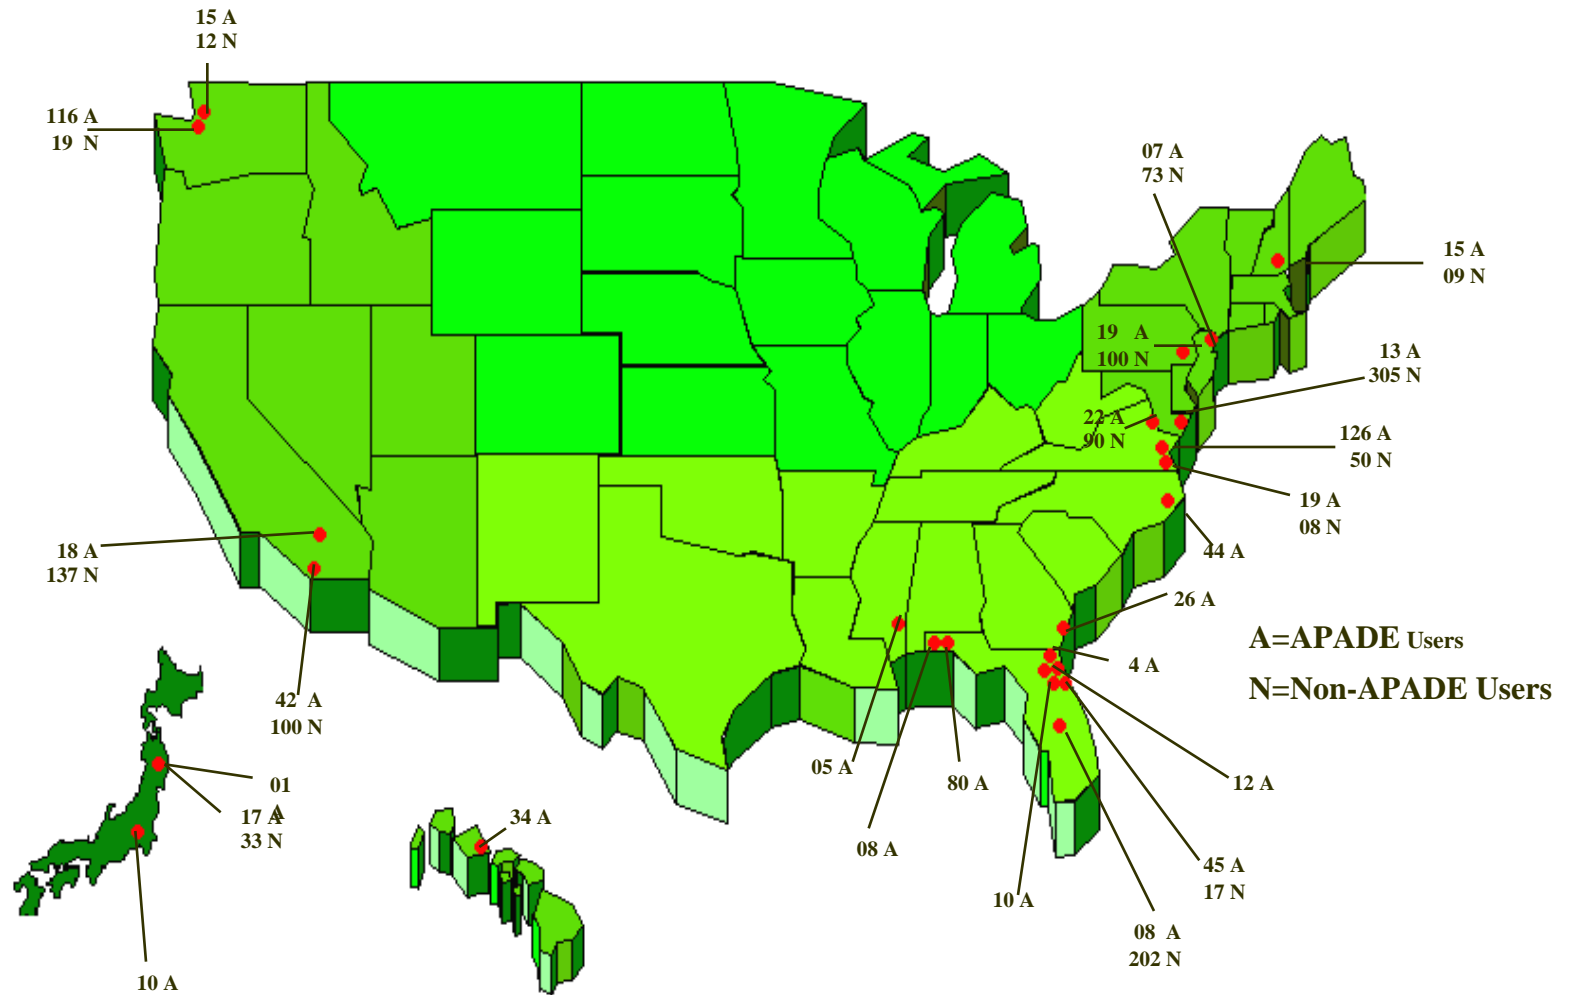 15 A
12 N
116 A
19 N
07 A
73 N
15 A
09 N
19 A
100 N
13 A
305 N
22 A
90 N
126 A
50 N
19 A
08 N
44 A
18 A
137 N
26 A
4 A
A=APADE Users
N=Non-APADE Users
42 A
100 N
05 A
80 A
12 A
01
A
17 A
33 N
34 A
08 A
45 A
17 N
10 A
08 A
202 N
10 A